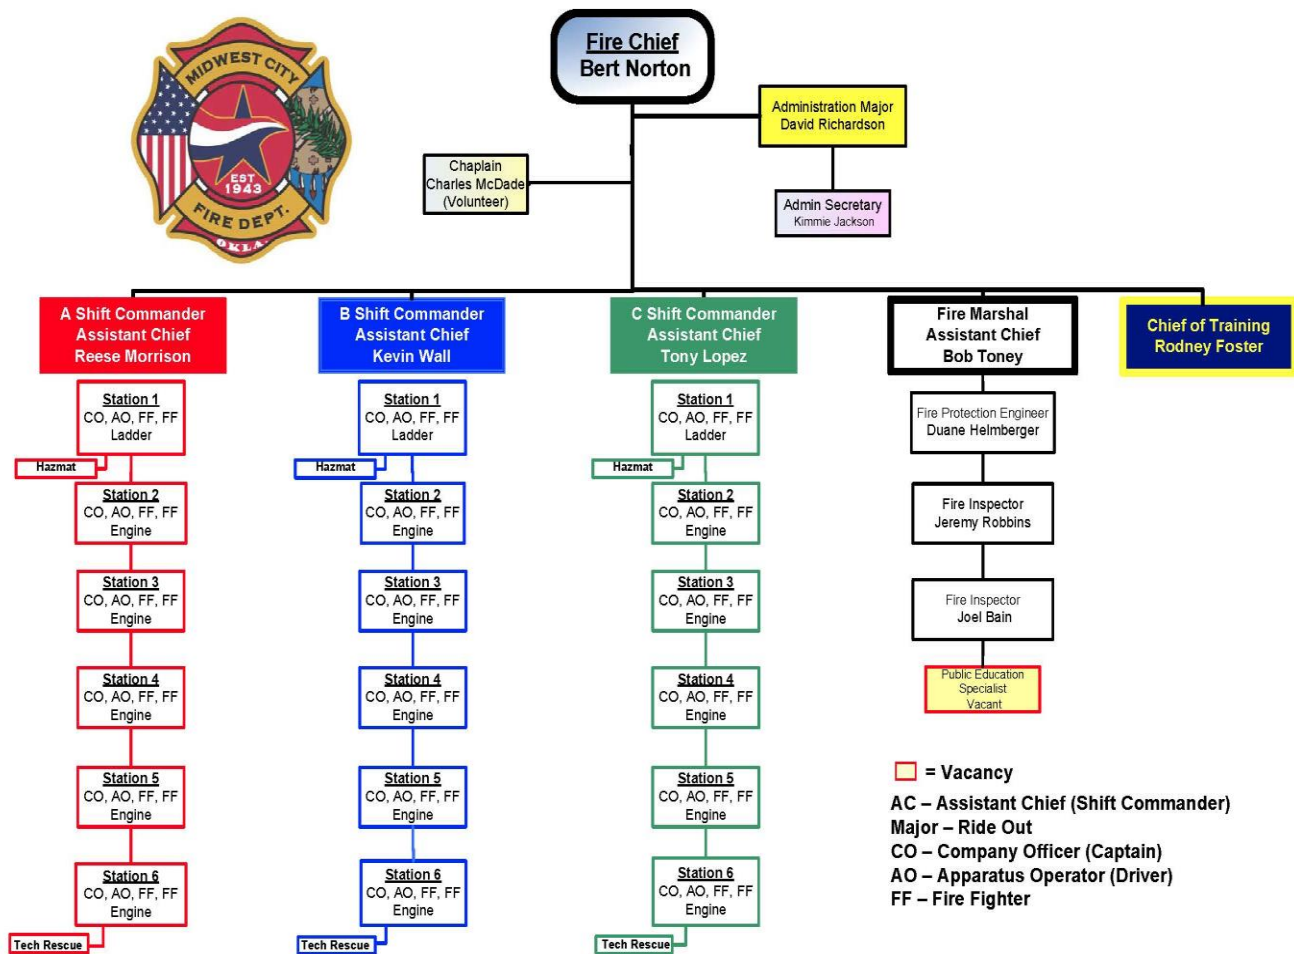 MIDWEST CITY
EST
1943
FIRE DEPT.
OKLA.
Fire Chief
Bert Norton
Administration Major
David Richardson
Chaplain
Charles McDade
(Volunteer)
Admin Secretary
Kimmie Jackson
A Shift Commander
Assistant Chief
Reese Morrison
Station 1
CO, AO, FF, FF
Ladder
Hazmat
Station 2
CO, AO, FF, FF
Engine
Station 3
CO, AO, FF, FF
Engine
Station 4
CO, AO, FF, FF
Engine
Station 5
CO, AO, FF, FF
Engine
Station 6
CO, AO, FF, FF
Engine
Tech Rescue
B Shift Commander
Assistant Chief
Kevin Wall
Station 1
CO, AO, FF, FF
Ladder
Hazmat
Station 2
CO, AO, FF, FF
Engine
Station 3
CO, AO, FF, FF
Engine
Station 4
CO, AO, FF, FF
Engine
Station 5
CO, AO, FF, FF
Engine
Station 6
CO, AO, FF, FF
Engine
Tech Rescue
C Shift Commander
Assistant Chief
Tony Lopez
Station 1
CO, AO, FF, FF
Ladder
Hazmat
Station 2
CO, AO, FF, FF
Engine
Station 3
CO, AO, FF, FF
Engine
Station 4
CO, AO, FF, FF
Engine
Station 5
CO, AO, FF, FF
Engine
Station 6
CO, AO, FF, FF
Engine
Tech Rescue
Fire Marshal
Assistant Chief
Bob Toney
Fire Protection Engineer
Duane Helmberger
Fire Inspector
Jeremy Robbins
Fire Inspector
Joel Bain
Public Education
Specialist
Vacant
Chief of Training
Rodney Foster
= Vacancy
AC – Assistant Chief (Shift Commander)
Major – Ride Out
CO – Company Officer (Captain)
AO – Apparatus Operator (Driver)
FF – Fire Fighter